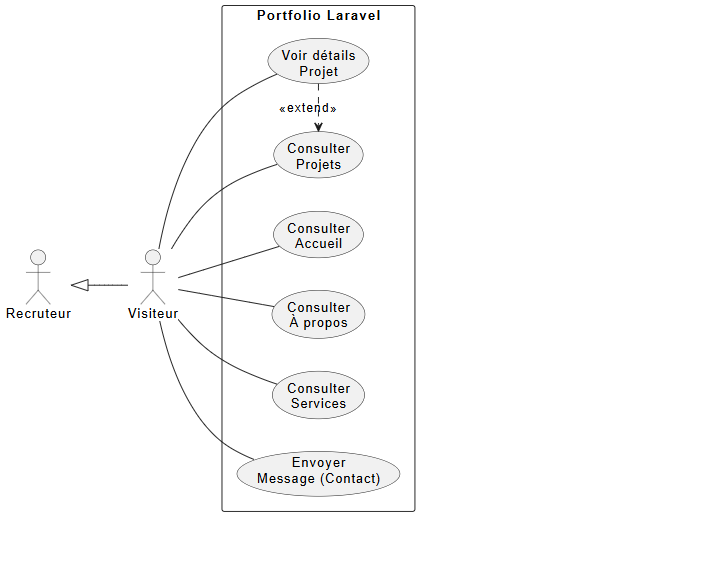 Portfolio Laravel
Voir détails
Projet
«extend»
Consulter
Projets
Consulter
Accueil
Recruteur
Visiteur
Consulter
À propos
Consulter
Services
Envoyer
Message (Contact)